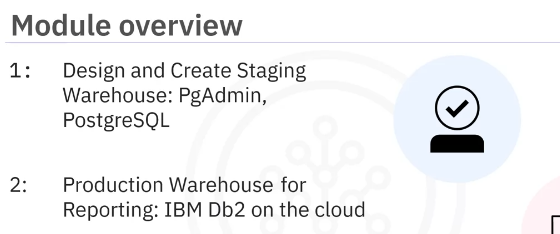 Module overview
1: Design and Create Staging
Warehouse: PgAdmin,
PostgreSQL
2: Production Warehouse for
Reporting: IBM Db2 on the cloud